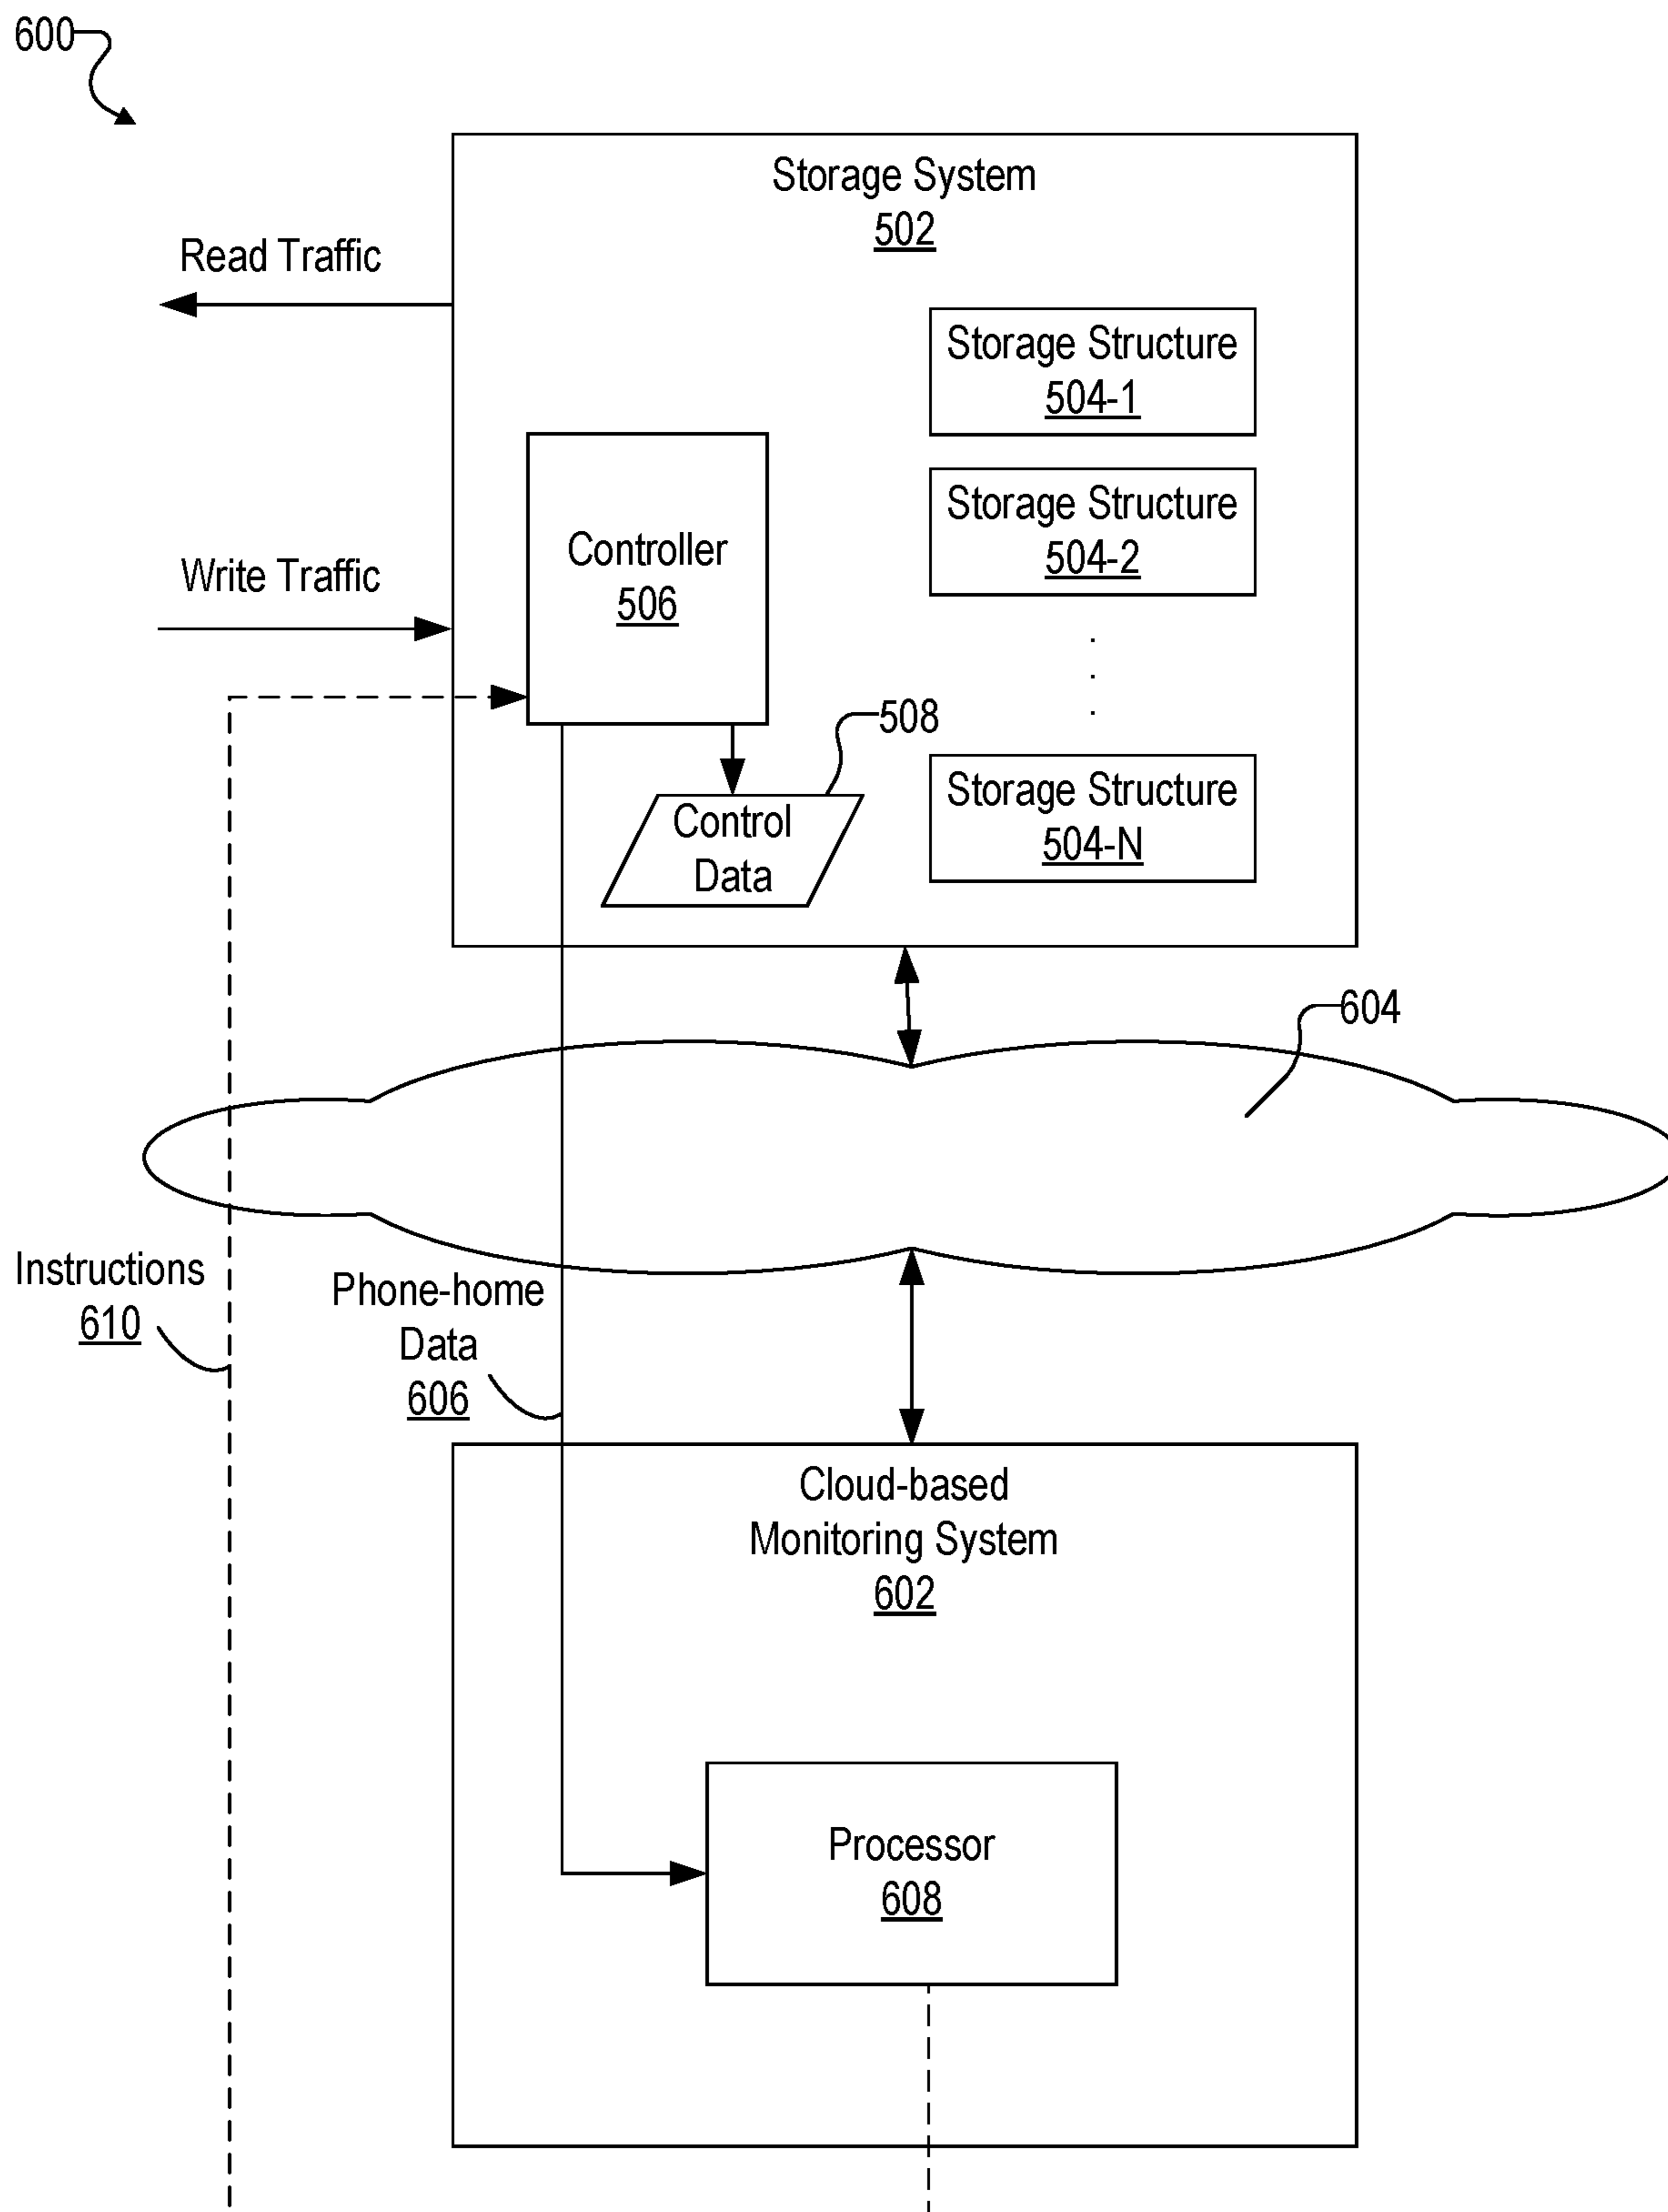 600
Storage System
502
Read Traffic
Storage Structure
504-1
Storage Structure
504-2
Controller
506
Write Traffic
508
Storage Structure
504-N
Control
Data
604
Instructions
610
Phone-home
Data
606
Cloud-based
Monitoring System
602
Processor
608